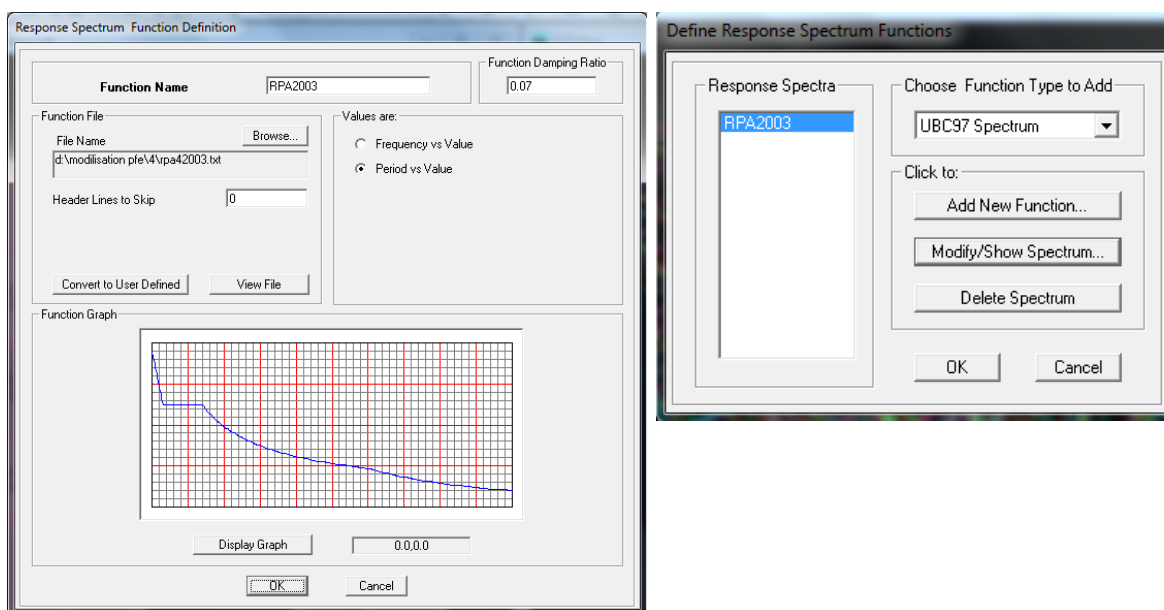 Response Spectrum Function Definition
Function Name
RPA2003
Function Damping Ratio
0.07
Function File
File Name
Browse...
d:\modilisation pfe\4\rpa42003.txt
Header Lines to Skip
0
Convert to User Defined
View File
Values are:
Frequency vs Value
Period vs Value
Function Graph
Display Graph
0.0,0.0
OK
Cancel
Define Response Spectrum Functions
Response Spectra
RPA2003
Choose Function Type to Add
UBC97 Spectrum
Click to:
Add New Function...
Modify/Show Spectrum...
Delete Spectrum
OK
Cancel